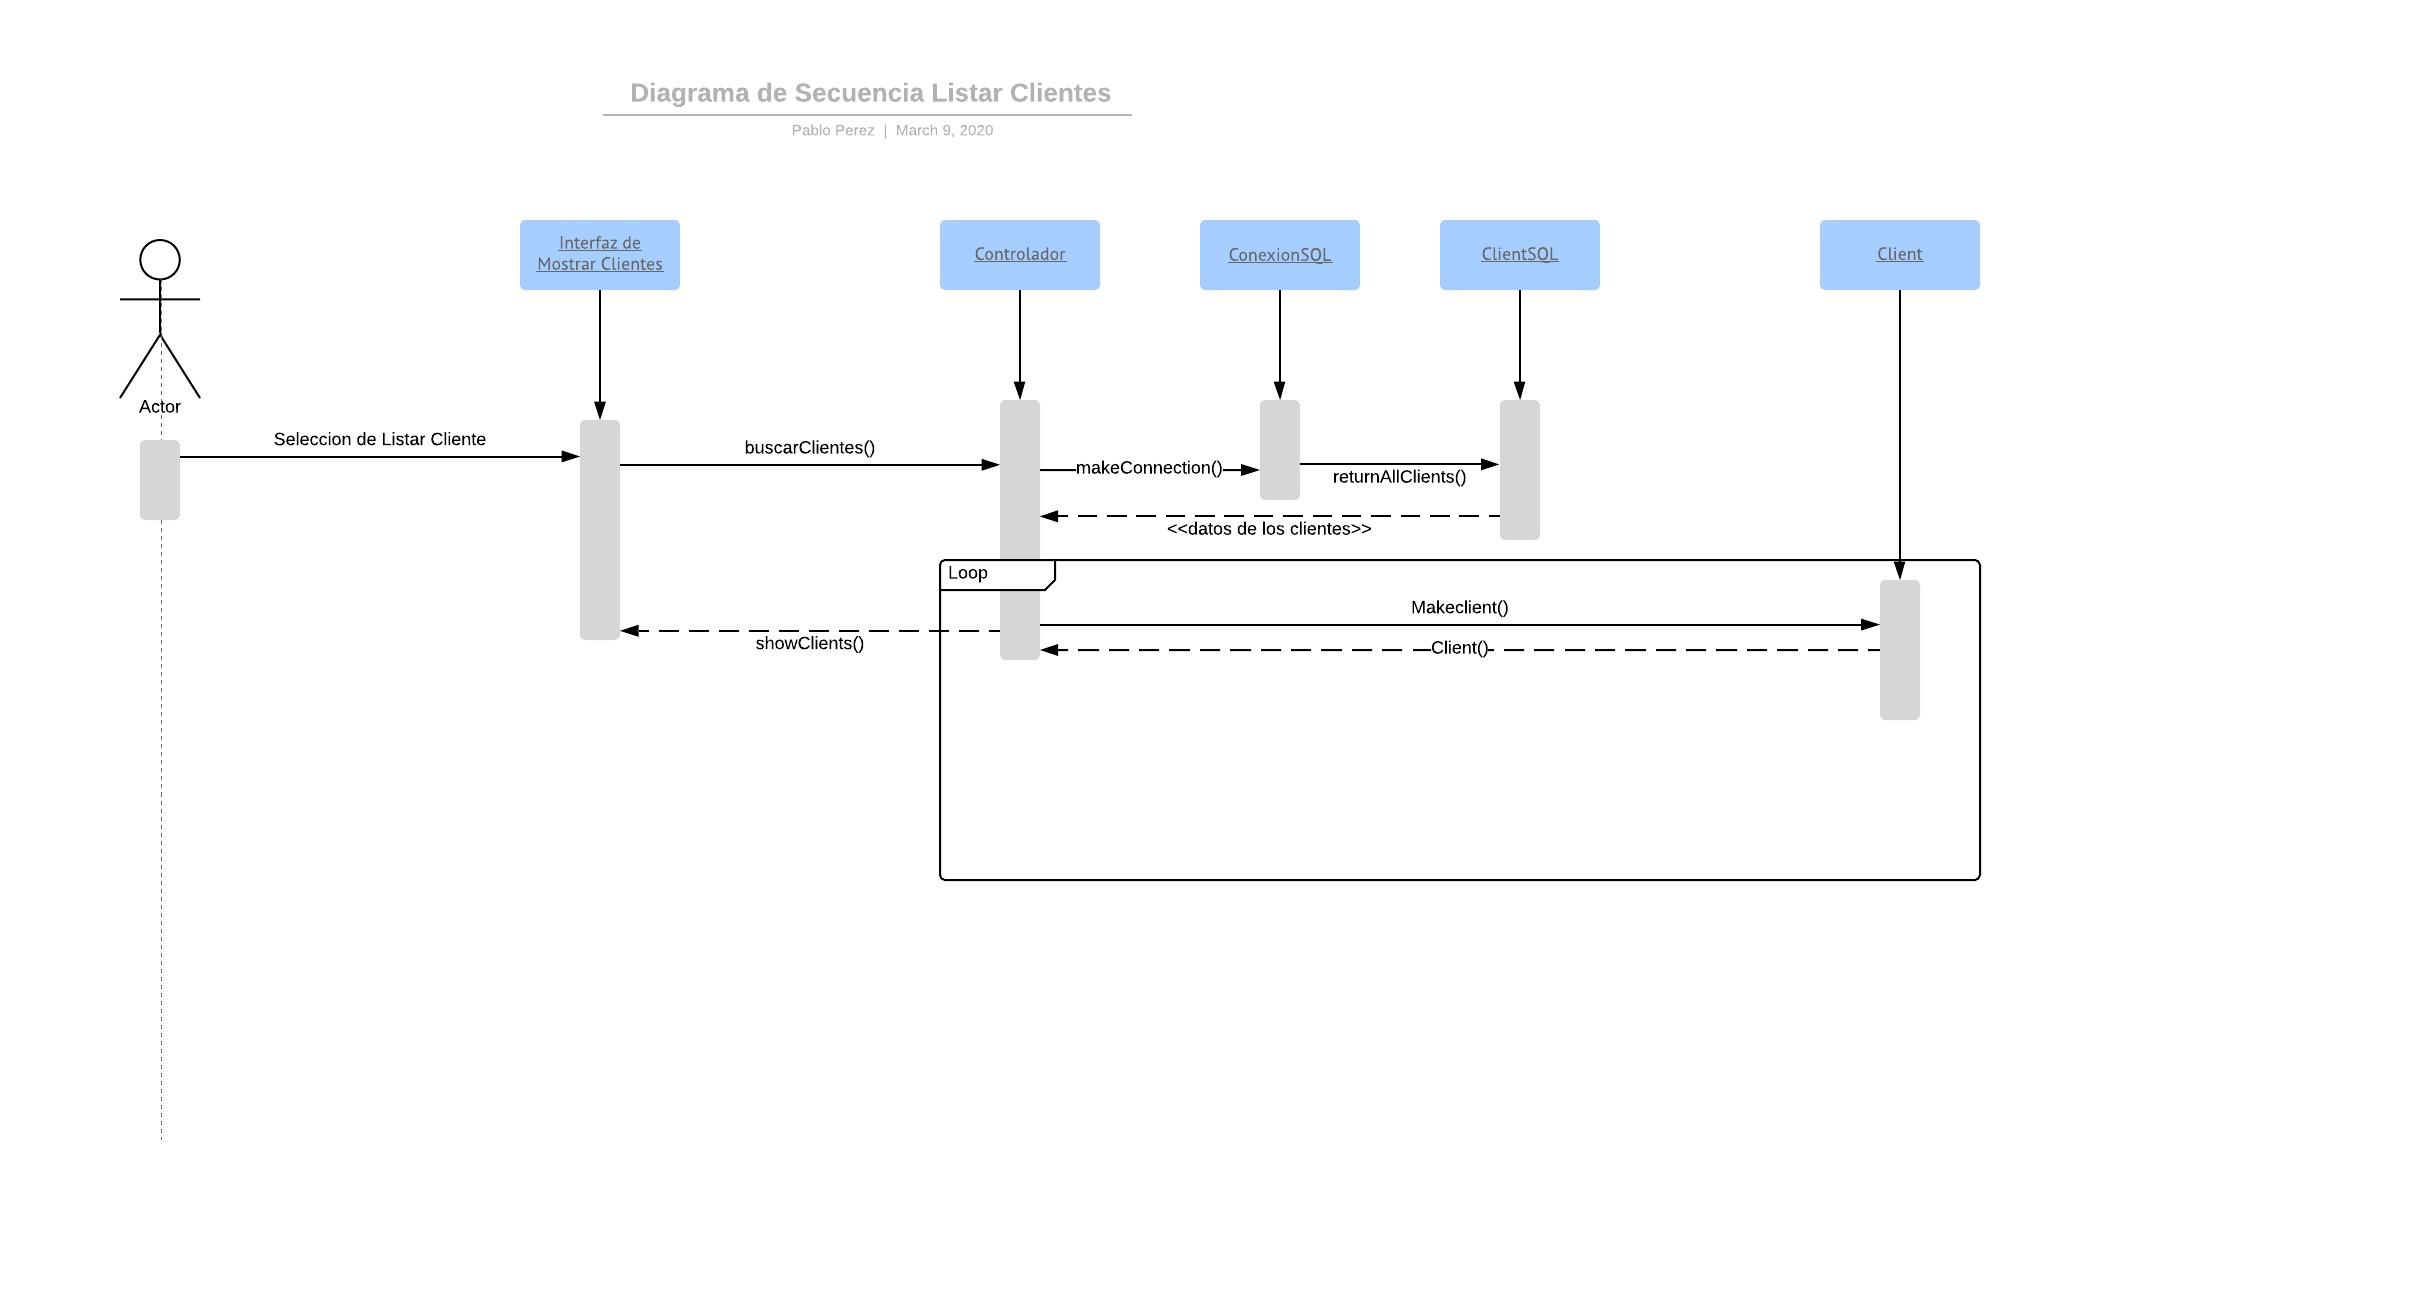 Diagrama de Secuencia Listar Clientes
Pablo Perez | March 9, 2020
Interfaz de
Mostrar Clientes
Controlador
ConexionSQL
ClientSQL
Client
Actor
Seleccion de Listar Cliente
buscarClientes()
makeConnection()
returnAllClients()
<<datos de los clientes>>
Loop
Makeclient()
showClients()
Client()